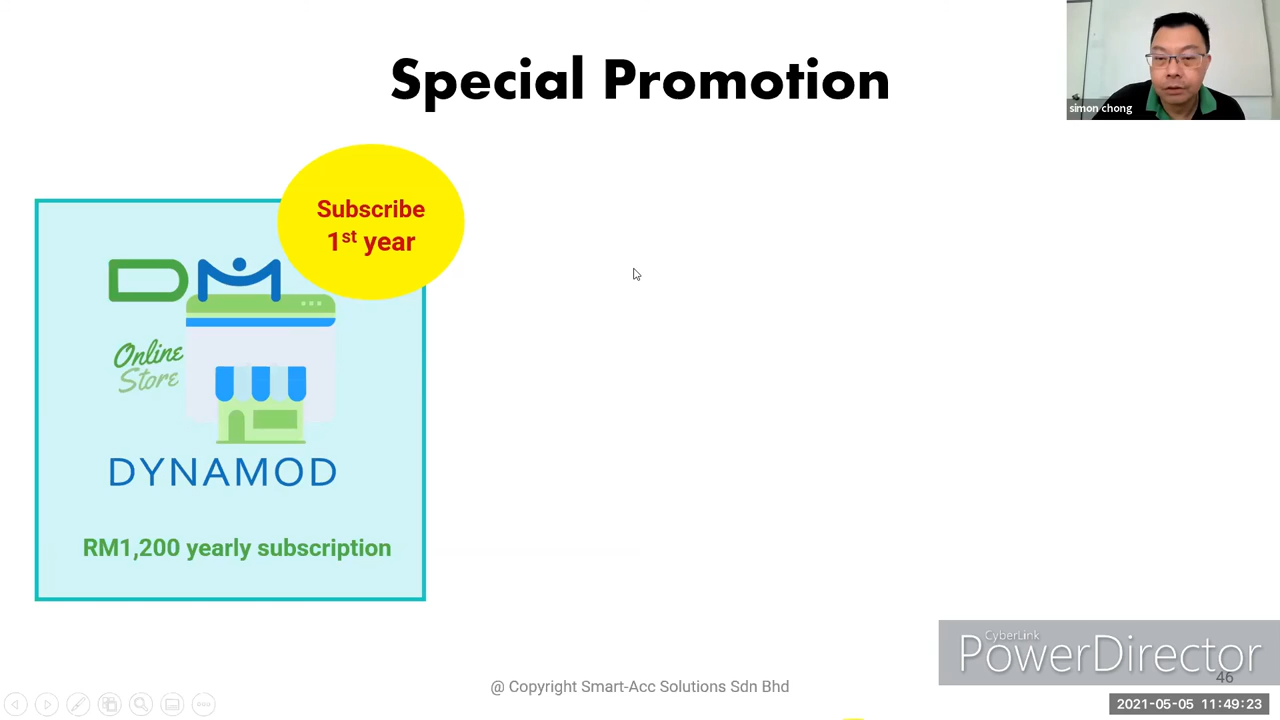 Special Promotion
simon chong
Subscribe
1st year
DM
Online
Store
DYNAMOD
RM1,200 yearly subscription
CyberLink
PowerDirector
46
@ Copyright Smart-Acc Solutions Sdn Bhd
2021-05-05 11:49:23